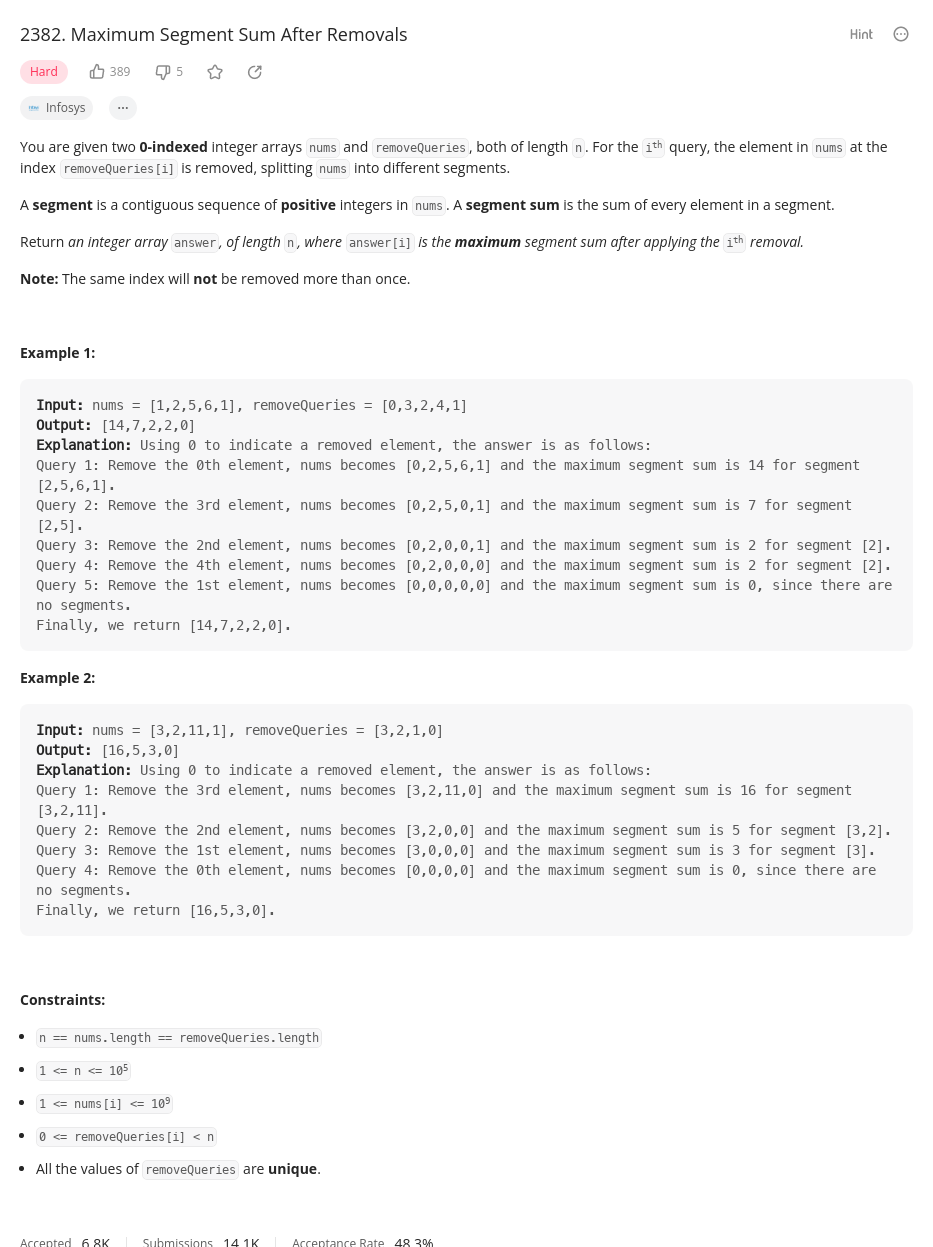 2382. Maximum Segment Sum After Removals
Hint
Hard 389 5
Infosys ...
You are given two 0-indexed integer arrays nums and removeQueries, both of length n. For the ith query, the element in nums at the
index removeQueries[i] is removed, splitting nums into different segments.
A segment is a contiguous sequence of positive integers in nums. A segment sum is the sum of every element in a segment.
Return an integer array answer, of length n, where answer[i] is the maximum segment sum after applying the ith removal.
Note: The same index will not be removed more than once.
Example 1:
Input: nums = [1,2,5,6,1], removeQueries = [0,3,2,4,1]
Output: [14,7,2,2,0]
Explanation: Using 0 to indicate a removed element, the answer is as follows:
Query 1: Remove the 0th element, nums becomes [0,2,5,6,1] and the maximum segment sum is 14 for segment
[2,5,6,1].
Query 2: Remove the 3rd element, nums becomes [0,2,5,0,1] and the maximum segment sum is 7 for segment
[2,5].
Query 3: Remove the 2nd element, nums becomes [0,2,0,0,1] and the maximum segment sum is 2 for segment [2].
Query 4: Remove the 4th element, nums becomes [0,2,0,0,0] and the maximum segment sum is 2 for segment [2].
Query 5: Remove the 1st element, nums becomes [0,0,0,0,0] and the maximum segment sum is 0, since there are
no segments.
Finally, we return [14,7,2,2,0].
Example 2:
Input: nums = [3,2,11,1], removeQueries = [3,2,1,0]
Output: [16,5,3,0]
Explanation: Using 0 to indicate a removed element, the answer is as follows:
Query 1: Remove the 3rd element, nums becomes [3,2,11,0] and the maximum segment sum is 16 for segment
[3,2,11].
Query 2: Remove the 2nd element, nums becomes [3,2,0,0] and the maximum segment sum is 5 for segment [3,2].
Query 3: Remove the 1st element, nums becomes [3,0,0,0] and the maximum segment sum is 3 for segment [3].
Query 4: Remove the 0th element, nums becomes [0,0,0,0] and the maximum segment sum is 0, since there are
no segments.
Finally, we return [16,5,3,0].
Constraints:
• n == nums.length == removeQueries.length
• 1 <= n <= 10⁵
• 1 <= nums[i] <= 10⁹
• 0 <= removeQueries[i] < n
• All the values of removeQueries are unique.
Accepted 6.8K Submissions 14.1K Acceptance Rate 48.3%